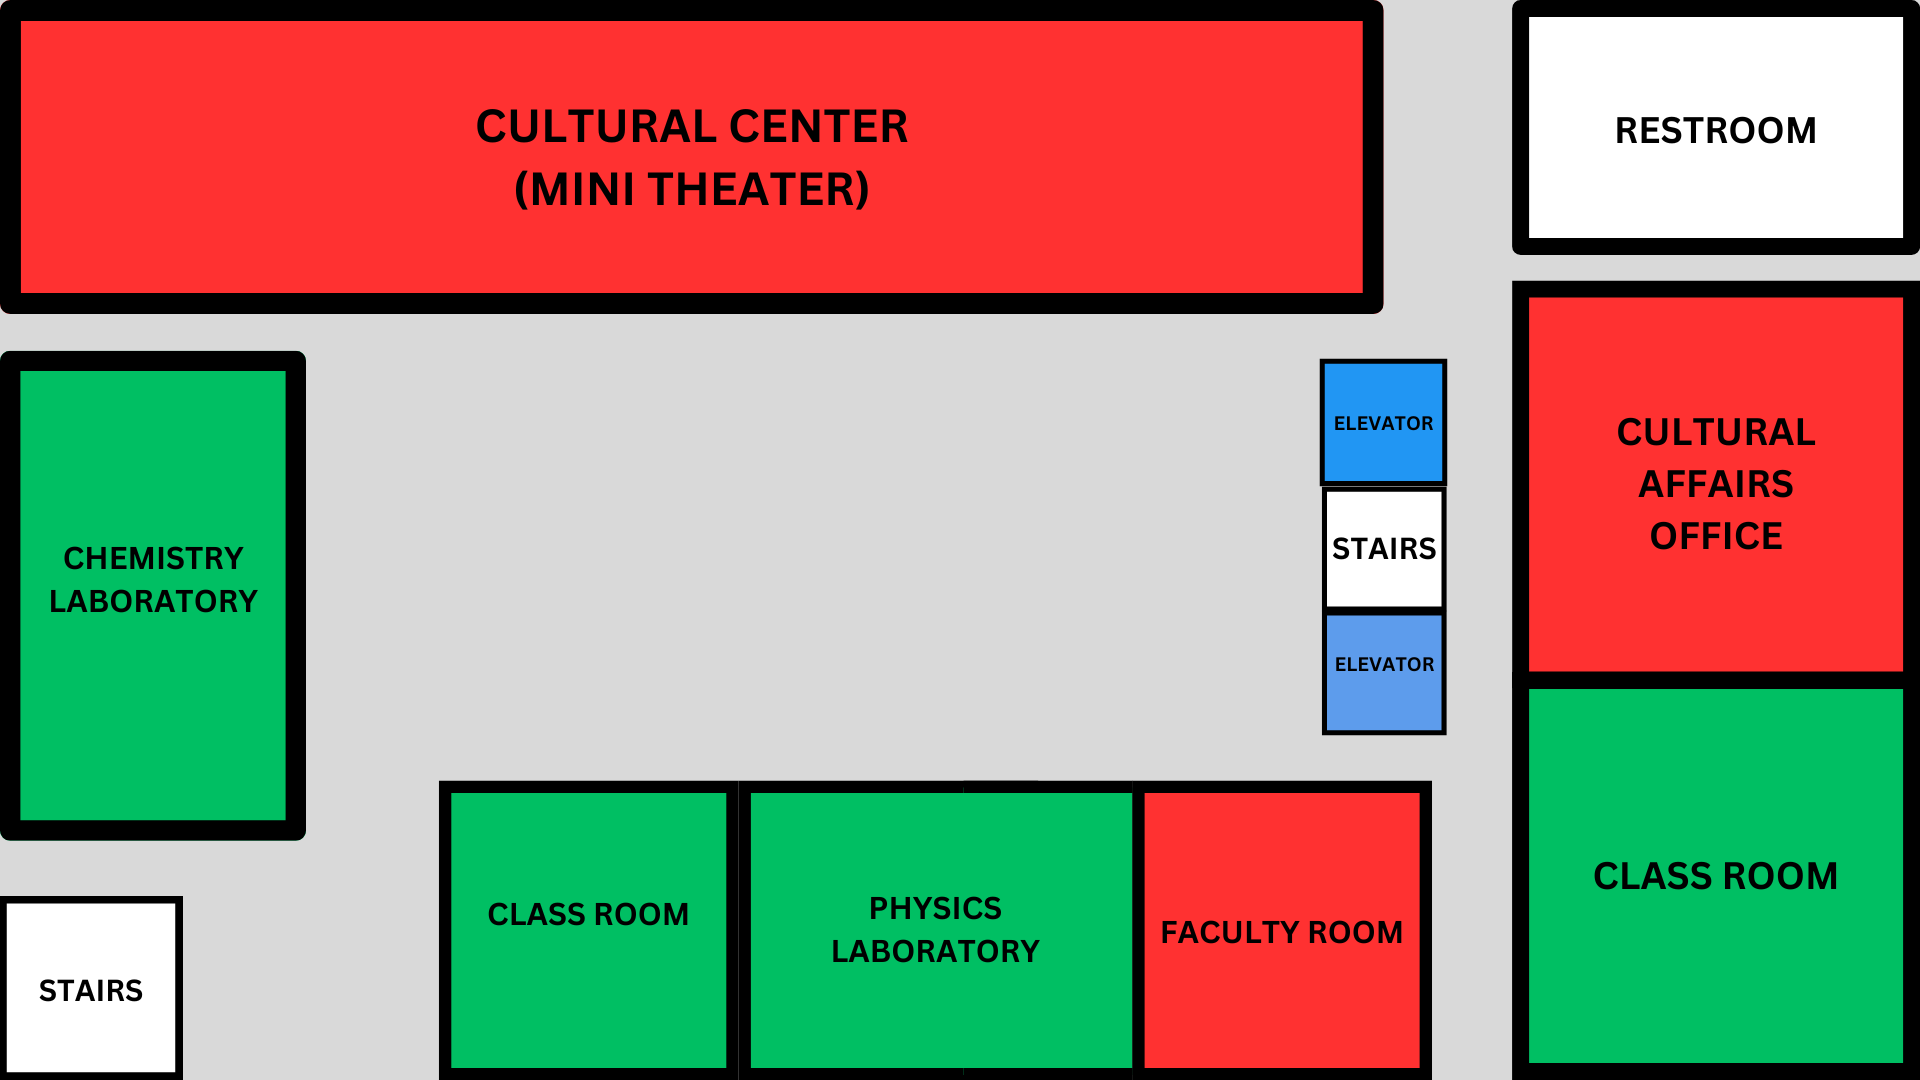 CULTURAL CENTER
(MINI THEATER)
RESTROOM
ELEVATOR
STAIRS
ELEVATOR
CULTURAL
AFFAIRS
OFFICE
CHEMISTRY
LABORATORY
CLASS ROOM
STAIRS
CLASS ROOM
PHYSICS
LABORATORY
FACULTY ROOM